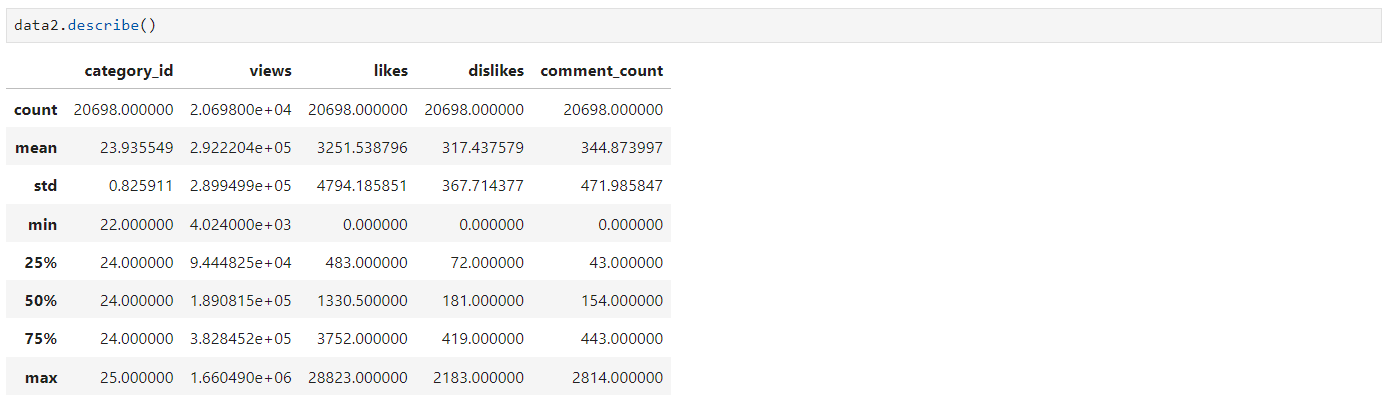 data2.describe()
category_id views likes dislikes comment_count
count 20698.000000 2.069800e+04 20698.000000 20698.000000 20698.000000
mean 23.935549 2.922204e+05 3251.538796 317.437579 344.873997
std 0.825911 2.899499e+05 4794.185851 367.714377 471.985847
min 22.000000 4.024000e+03 0.000000 0.000000 0.000000
25% 24.000000 9.444825e+04 483.000000 72.000000 43.000000
50% 24.000000 1.890815e+05 1330.500000 181.000000 154.000000
75% 24.000000 3.828452e+05 3752.000000 419.000000 443.000000
max 25.000000 1.660490e+06 28823.000000 2183.000000 2814.000000